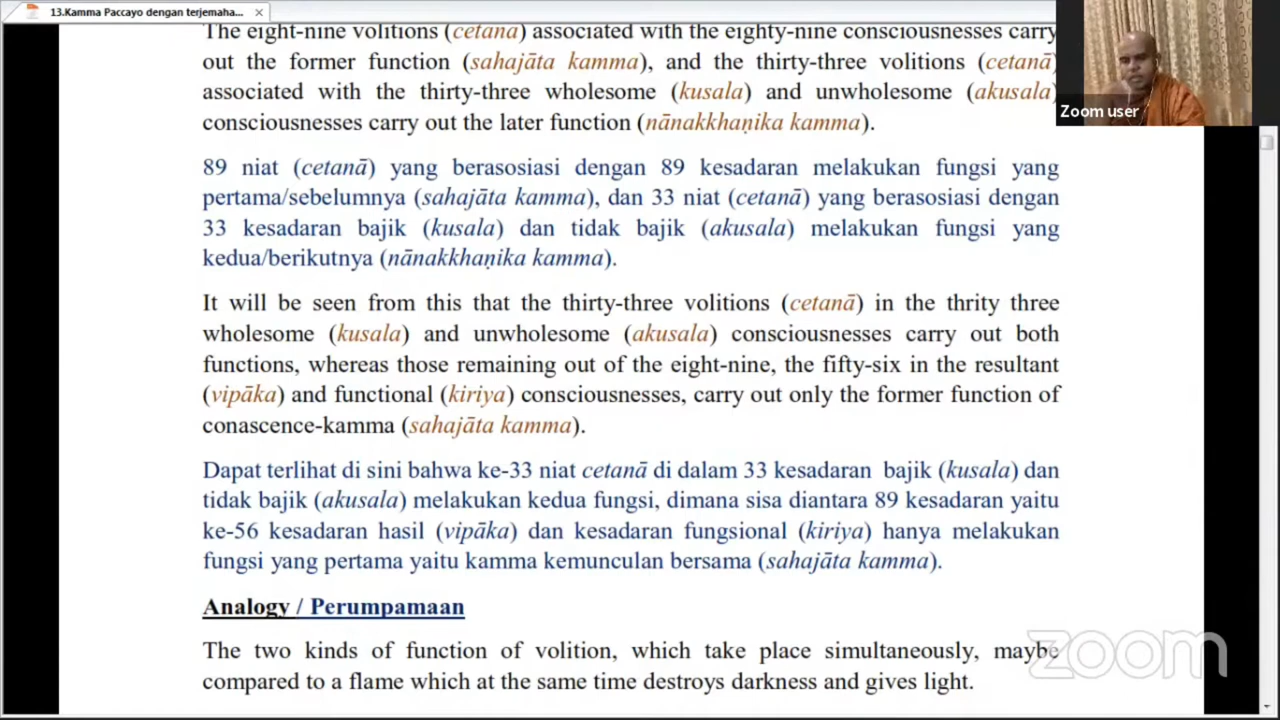 13.Kamma Paccayo dengan terjemaha...
The eight-nine volitions (cetanā) associated with the eighty-nine consciousnesses carry
out the former function (sahajāta kamma), and the thirty-three volitions (cetanā)
associated with the thirty-three wholesome (kusala) and unwholesome (akusala)
consciousnesses carry out the later function (nānakkhaṇika kamma).
Zoom user
89 niat (cetanā) yang berasosiasi dengan 89 kesadaran melakukan fungsi yang
pertama/sebelumnya (sahajāta kamma), dan 33 niat (cetanā) yang berasosiasi dengan
33 kesadaran bajik (kusala) dan tidak bajik (akusala) melakukan fungsi yang
kedua/berikutnya (nānakkhaṇika kamma).
It will be seen from this that the thirty-three volitions (cetanā) in the thrity three
wholesome (kusala) and unwholesome (akusala) consciousnesses carry out both
functions, whereas those remaining out of the eight-nine, the fifty-six in the resultant
(vipāka) and functional (kiriya) consciousnesses, carry out only the former function of
conascence-kamma (sahajāta kamma).
Dapat terlihat di sini bahwa ke-33 niat cetanā di dalam 33 kesadaran bajik (kusala) dan
tidak bajik (akusala) melakukan kedua fungsi, dimana sisa diantara 89 kesadaran yaitu
ke-56 kesadaran hasil (vipāka) dan kesadaran fungsional (kiriya) hanya melakukan
fungsi yang pertama yaitu kamma kemunculan bersama (sahajāta kamma).
Analogy / Perumpamaan
The two kinds of function of volition, which take place simultaneously, maybe
compared to a flame which at the same time destroys darkness and gives light.
zoom